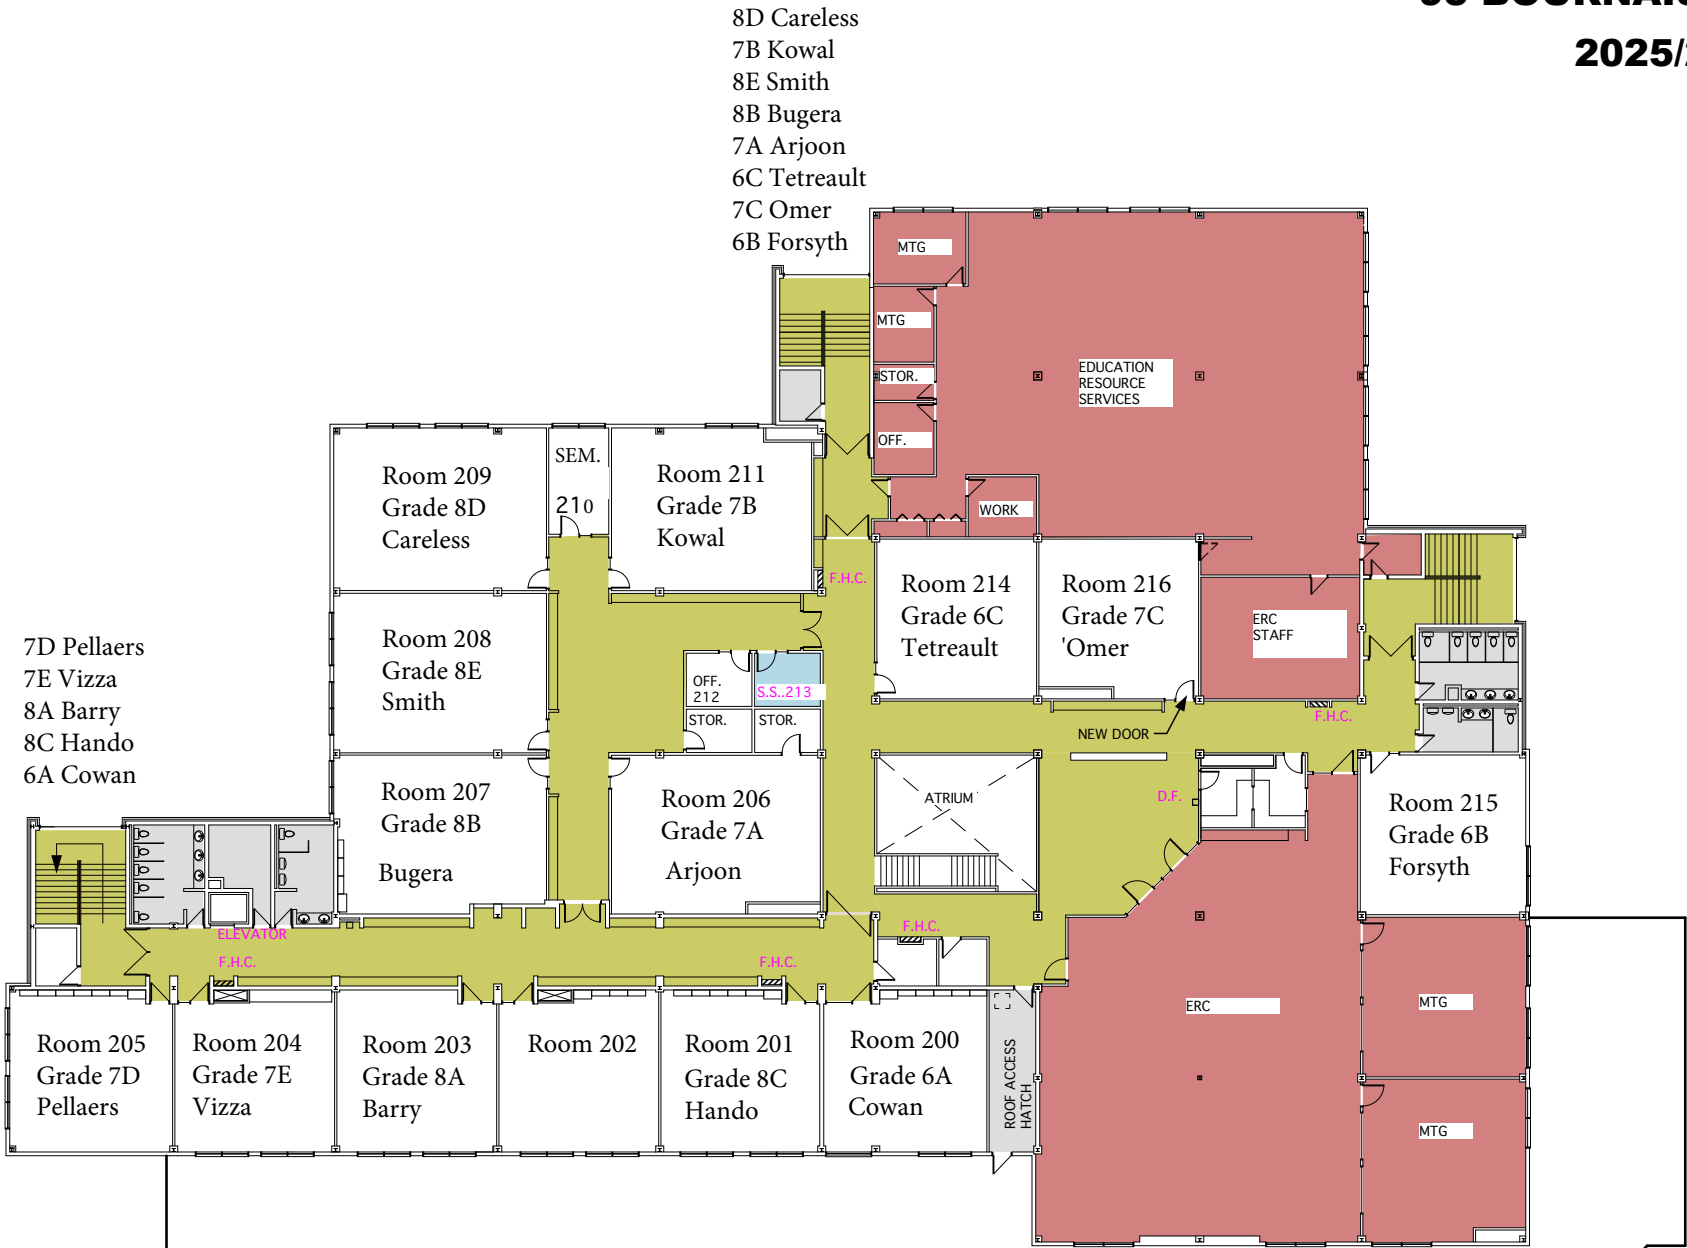 2025/
8D Careless
7B Kowal
8E Smith
8B Bugera
7A Arjoon
6C Tetreault
7C Omer
6B Forsyth
MTG
MTG
STOR.
OFF.
WORK
EDUCATION
RESOURCE
SERVICES
Room 209
Grade 8D
Careless
SEM.
210
Room 211
Grade 7B
Kowal
F.H.C.
Room 214
Grade 6C
Tetreault
Room 216
Grade 7C
'Omer
ERC
STAFF
7D Pellaers
7E Vizza
8A Barry
8C Hando
6A Cowan
Room 208
Grade 8E
Smith
OFF.
212
S.S..213
STOR.
STOR.
NEW DOOR
F.H.C.
Room 207
Grade 8B
Bugera
Room 206
Grade 7A
Arjoon
ATRIUM
D.F.
Room 215
Grade 6B
Forsyth
ELEVATOR
F.H.C.
F.H.C.
F.H.C.
Room 205
Grade 7D
Pellaers
Room 204
Grade 7E
Vizza
Room 203
Grade 8A
Barry
Room 202
Room 201
Grade 8C
Hando
Room 200
Grade 6A
Cowan
ROOF ACCESS
HATCH
ERC
MTG
MTG